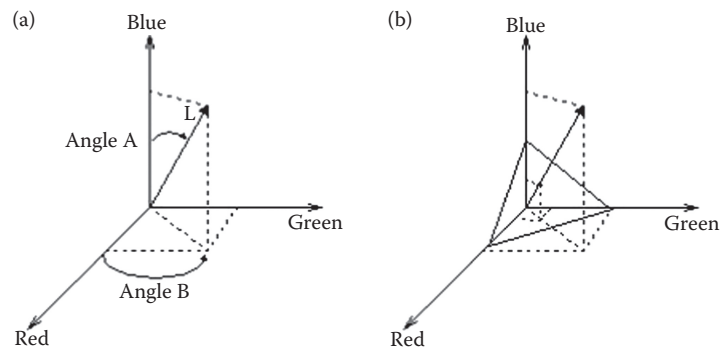 (a)
Blue
L
Angle A
Green
Angle B
Red
(b)
Blue
Green
Red